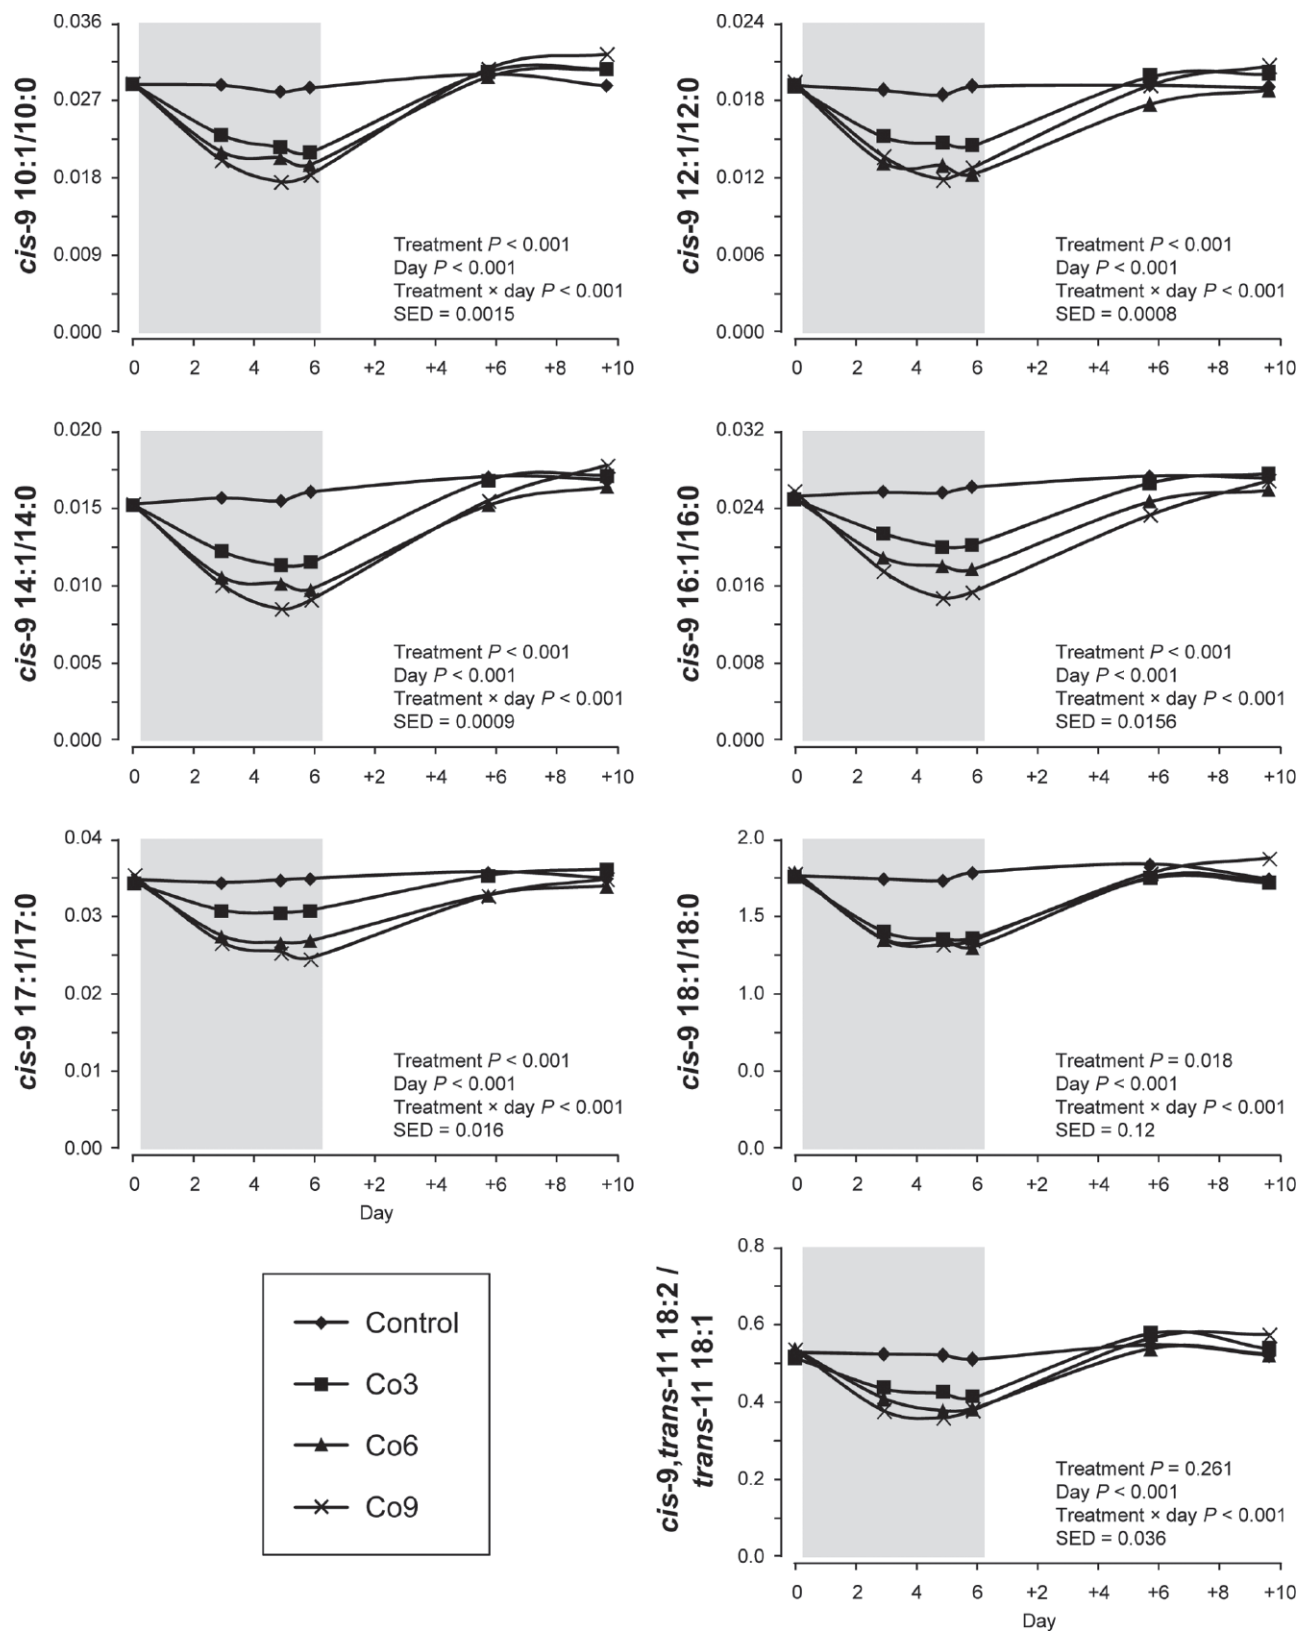 cis-9 10:1/10:0
0.036
0.027
0.018
0.009
0.000
Treatment P < 0.001
Day P < 0.001
Treatment × day P < 0.001
SED = 0.0015
0 2 4 6 +2 +4 +6 +8 +10
cis-9 12:1/12:0
0.024
0.018
0.012
0.006
0.000
Treatment P < 0.001
Day P < 0.001
Treatment × day P < 0.001
SED = 0.0008
0 2 4 6 +2 +4 +6 +8 +10
cis-9 14:1/14:0
0.020
0.015
0.010
0.005
0.000
Treatment P < 0.001
Day P < 0.001
Treatment × day P < 0.001
SED = 0.0009
0 2 4 6 +2 +4 +6 +8 +10
cis-9 16:1/16:0
0.032
0.024
0.016
0.008
0.000
Treatment P < 0.001
Day P < 0.001
Treatment × day P < 0.001
SED = 0.0156
0 2 4 6 +2 +4 +6 +8 +10
cis-9 17:1/17:0
0.04
0.03
0.02
0.01
0.00
Treatment P < 0.001
Day P < 0.001
Treatment × day P < 0.001
SED = 0.016
0 2 4 6 +2 +4 +6 +8 +10
Day
cis-9 18:1/18:0
2.0
1.5
1.0
0.0
0.0
Treatment P = 0.018
Day P < 0.001
Treatment × day P < 0.001
SED = 0.12
0 2 4 6 +2 +4 +6 +8 +10
Control
Co3
Co6
Co9
cis-9,trans-11 18:2 /
trans-11 18:1
0.8
0.6
0.4
0.2
0.0
Treatment P = 0.261
Day P < 0.001
Treatment × day P < 0.001
SED = 0.036
0 2 4 6 +2 +4 +6 +8 +10
Day